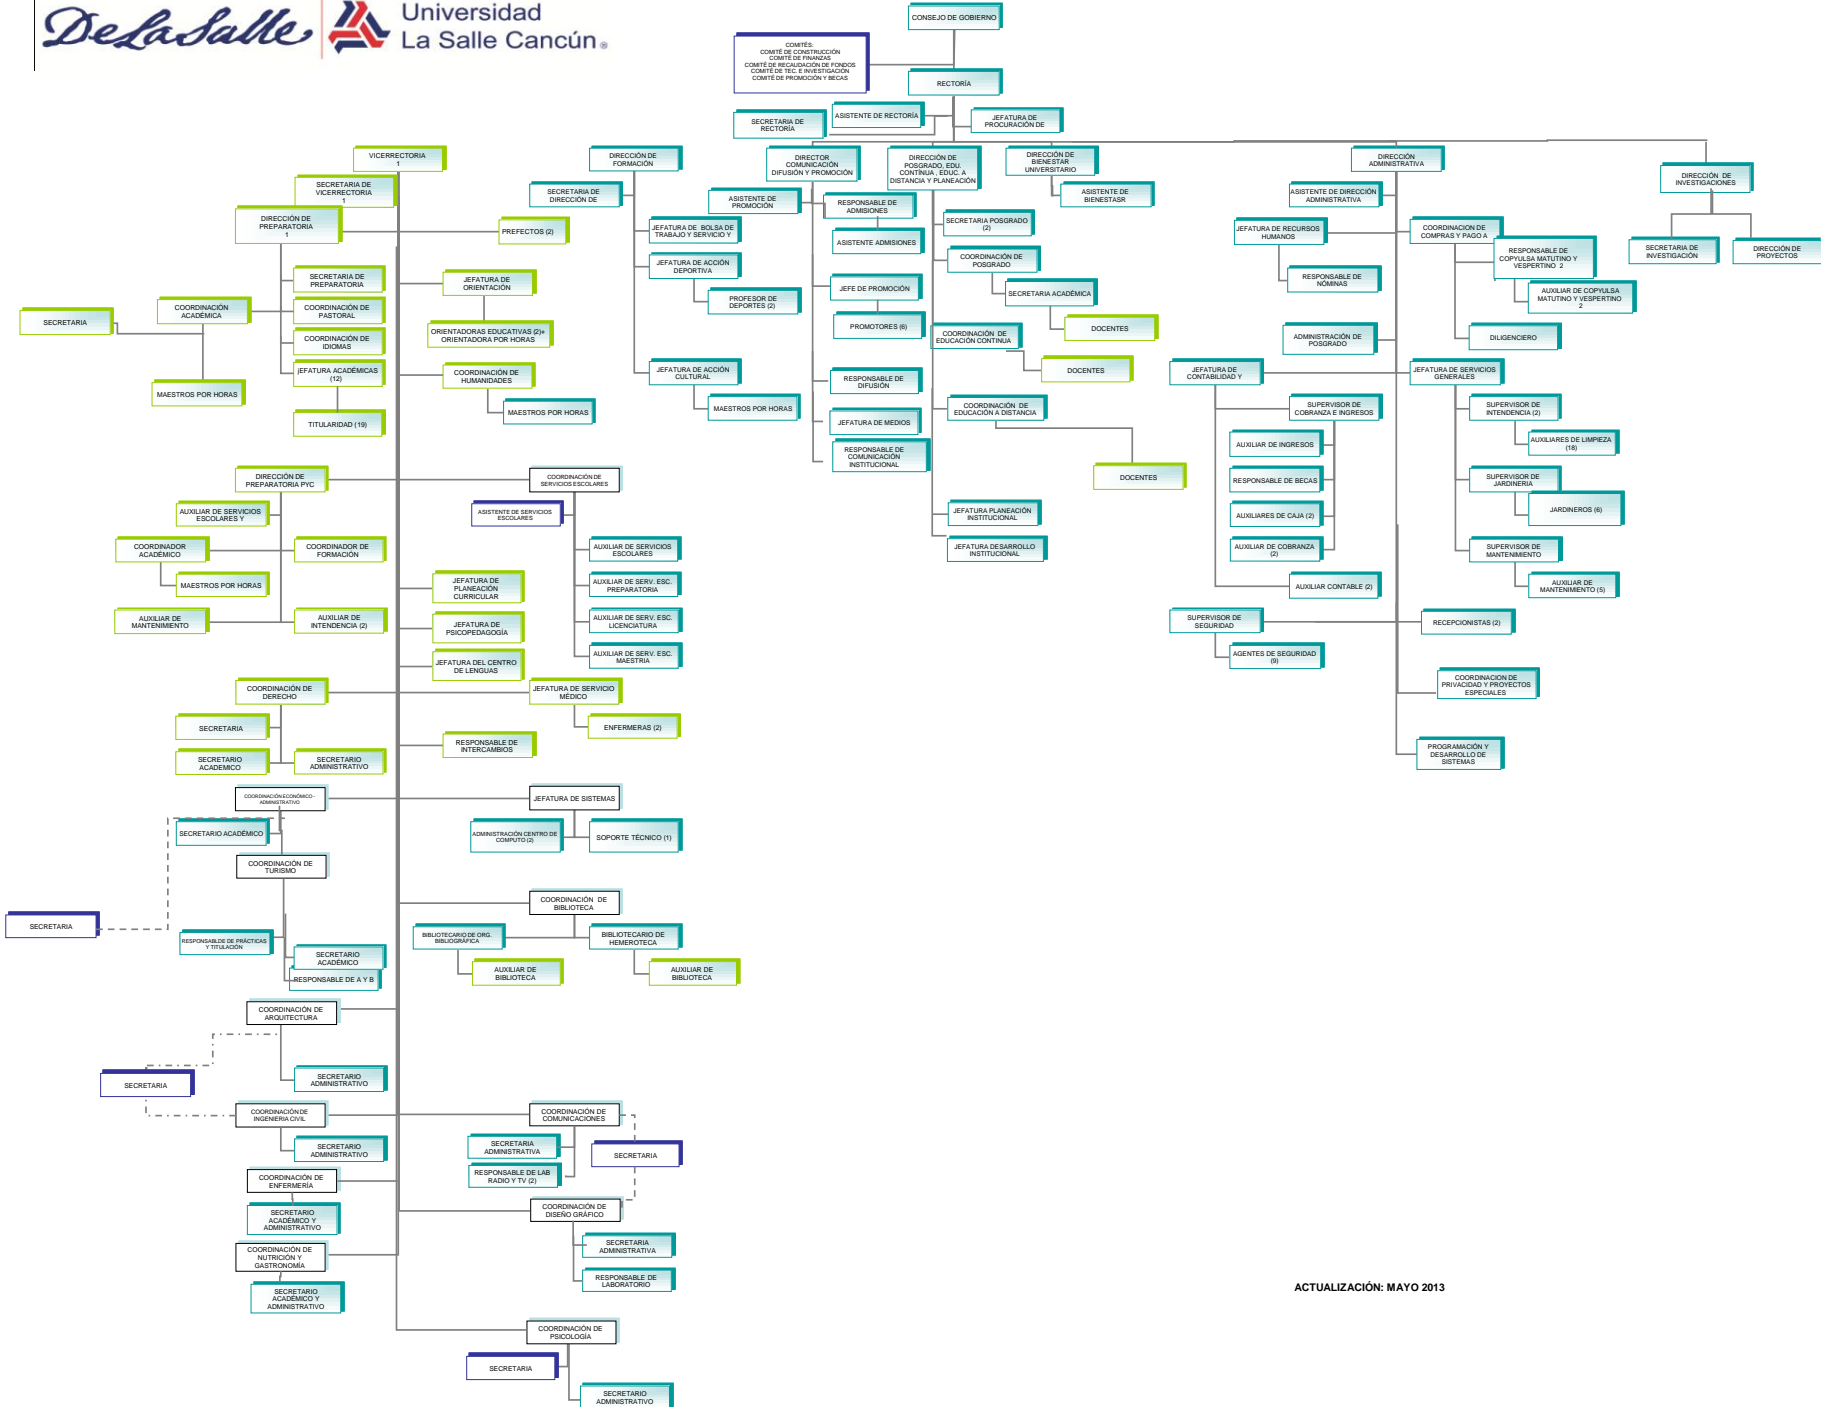 De La Salle
Universidad
La Salle Cancún®
CONSEJO DE GOBIERNO
COMITÉS:
COMITÉ DE CONSTRUCCIÓN
COMITÉ DE FINANZAS
COMITÉ DE RECAUDACIÓN DE FONDOS
COMITÉ DE TEC. E INVESTIGACIÓN
COMITÉ DE PROMOCIÓN Y BECAS
RECTORÍA
SECRETARIA DE
RECTORÍA
ASISTENTE DE RECTORÍA
JEFATURA DE
PROCURACIÓN DE
VICERRECTORIA
1
SECRETARIA DE
VICERRECTORIA
1
DIRECCIÓN DE
PREPARATORIA
1
PREFECTOS (2)
SECRETARIA DE
PREPARATORIA
COORDINACIÓN
ACADÉMICA
COORDINACIÓN DE
PASTORAL
SECRETARIA
COORDINACIÓN DE
IDIOMAS
MAESTROS POR HORAS
jEFATURA ACADÉMICAS
(12)
TITULARIDAD (19)
JEFATURA DE
ORIENTACIÓN
ORIENTADORAS EDUCATIVAS (2)+
ORIENTADORA POR HORAS
COORDINACIÓN DE
HUMANIDADES
MAESTROS POR HORAS
DIRECCIÓN DE
FORMACIÓN
SECRETARIA DE
DIRECCIÓN DE
JEFATURA DE  BOLSA DE
TRABAJO Y SERVICIO Y
JEFATURA DE ACCIÓN
DEPORTIVA
PROFESOR DE
DEPORTES (2)
JEFATURA DE ACCIÓN
CULTURAL
MAESTROS POR HORAS
DIRECTOR
COMUNICACIÓN
DIFUSIÓN Y PROMOCIÓN
ASISTENTE DE
PROMOCIÓN
RESPONSABLE DE
ADMISIONES
ASISTENTE ADMISIONES
JEFE DE PROMOCIÓN
PROMOTORES (6)
RESPONSABLE DE
DIFUSIÓN
JEFATURA DE MEDIOS
RESPONSABLE DE
COMUNICACIÓN
INSTITUCIONAL
DIRECCIÓN DE
POSGRADO, EDU.
CONTÍNUA , EDUC. A
DISTANCIA Y PLANEACIÓN
SECRETARIA POSGRADO
(2)
COORDINACIÓN DE
POSGRADO
SECRETARIA ACADÉMICA
DOCENTES
COORDINACIÓN  DE
EDUCACIÓN CONTINUA
DOCENTES
COORDINACIÓN  DE
EDUCACIÓN A DISTANCIA
DOCENTES
JEFATURA PLANEACIÓN
INSTITUCIONAL
JEFATURA DESARROLLO
INSTITUCIONAL
DIRECCIÓN DE
BIENESTAR
UNIVERSITARIO
ASISTENTE DE
BIENESTASR
DIRECCIÓN
ADMINISTRATIVA
ASISTENTE DE DIRECCIÓN
ADMINISTRATIVA
JEFATURA DE RECURSOS
HUMANOS
RESPONSABLE DE
NÓMINAS
COORDINACION DE
COMPRAS Y PAGO A
RESPONSABLE DE
COPYULSA MATUTINO Y
VESPERTINO  2
AUXILIAR DE COPYULSA
MATUTINO Y VESPERTINO
2
DILIGENCIERO
ADMINISTRACIÓN DE
POSGRADO
JEFATURA DE
CONTABILIDAD Y
SUPERVISOR DE
COBRANZA E INGRESOS
AUXILIAR DE INGRESOS
RESPONSABLE DE BECAS
AUXILIARES DE CAJA (2)
AUXILIAR DE COBRANZA
(2)
AUXILIAR CONTABLE (2)
JEFATURA DE SERVICIOS
GENERALES
SUPERVISOR DE
INTENDENCIA (2)
AUXILIARES DE LIMPIEZA
(18)
SUPERVISOR DE
JARDINERIA
JARDINEROS (6)
SUPERVISOR DE
MANTENIMIENTO
AUXILIAR DE
MANTENIMIENTO (5)
SUPERVISOR DE
SEGURIDAD
AGENTES DE SEGURIDAD
(9)
RECEPCIONISTAS (2)
COORDINACION DE
PRIVACIDAD Y PROYECTOS
ESPECIALES
PROGRAMACIÓN Y
DESARROLLO DE
SISTEMAS
DIRECCIÓN  DE
INVESTIGACIONES
SECRETARIA DE
INVESTIGACIÓN
DIRECCIÓN DE
PROYECTOS
DIRECCIÓN DE
PREPARATORIA PYC
AUXILIAR DE SERVICIOS
ESCOLARES Y
COORDINADOR
ACADÉMICO
COORDINADOR DE
FORMACIÓN
MAESTROS POR HORAS
AUXILIAR DE
MANTENIMIENTO
AUXILIAR DE
INTENDENCIA (2)
COORDINACIÓN DE
SERVICIOS ESCOLARES
ASISTENTE DE SERVICIOS
ESCOLARES
AUXILIAR DE SERVICIOS
ESCOLARES
AUXILIAR DE SERV. ESC.
PREPARATORIA
AUXILIAR DE SERV. ESC.
LICENCIATURA
AUXILIAR DE SERV. ESC.
MAESTRIA
JEFATURA DE
PLANEACIÓN
CURRICULAR
JEFATURA DE
PSICOPEDAGOGÍA
JEFATURA DEL CENTRO
DE LENGUAS
COORDINACIÓN DE
DERECHO
SECRETARIA
SECRETARIO
ACADEMICO
SECRETARIO
ADMINISTRATIVO
JEFATURA DE SERVICIO
MÉDICO
ENFERMERAS (2)
RESPONSABLE DE
INTERCAMBIOS
COORDINACIÓN ECONÓMICO-
ADMINISTRATIVO
SECRETARIO ACADÉMICO
COORDINACIÓN DE
TURISMO
SECRETARIA
RESPONSABLDE DE PRÁCTICAS
Y TITULACIÓN
SECRETARIO
ACADÉMICO
RESPONSABLE DE A Y B
JEFATURA DE SISTEMAS
ADMINISTRACIÓN CENTRO DE
COMPUTO (2)
SOPORTE TÉCNICO (1)
COORDINACIÓN  DE
BIBLIOTECA
BIBLIOTECARIO DE ORG.
BIBLIOGRÁFICA
BIBLIOTECARIO DE
HEMEROTECA
AUXILIAR DE
BIBLIOTECA
AUXILIAR DE
BIBLIOTECA
COORDINACIÓN DE
ARQUITECTURA
SECRETARIA
SECRETARIO
ADMINISTRATIVO
COORDINACIÓN DE
INGENIERIA CIVIL
SECRETARIO
ADMINISTRATIVO
COORDINACIÓN DE
ENFERMERÍA
SECRETARIO
ACADÉMICO Y
ADMINISTRATIVO
COORDINACIÓN DE
NUTRICIÓN Y
GASTRONOMÍA
SECRETARIO
ACADÉMICO Y
ADMINISTRATIVO
COORDINACIÓN DE
COMUNICACIONES
SECRETARIA
ADMINISTRATIVA
SECRETARIA
RESPONSABLE DE LAB
RADIO Y TV (2)
COORDINACIÓN DE
DISEÑO GRÁFICO
SECRETARIA
ADMINISTRATIVA
RESPONSABLE DE
LABORATORIO
COORDINACIÓN DE
PSICOLOGÍA
SECRETARIA
SECRETARIO
ADMINISTRATIVO
ACTUALIZACIÓN: MAYO 2013